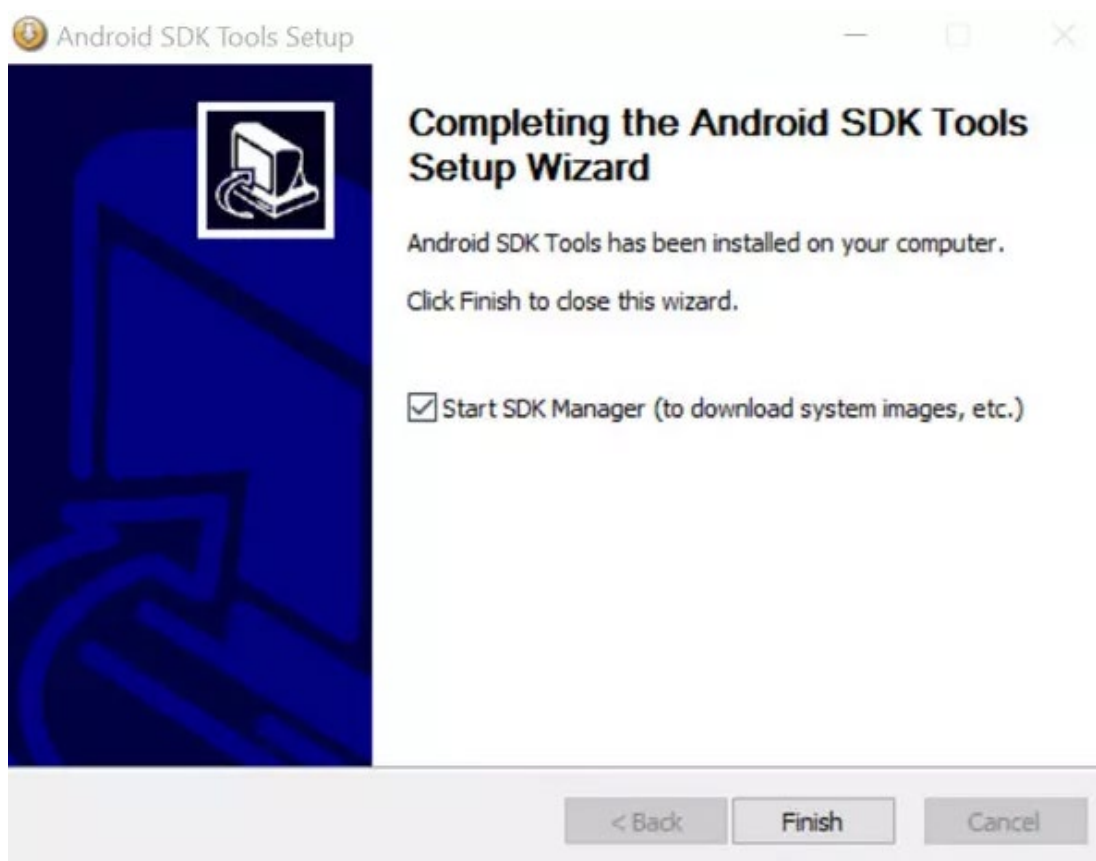 Android SDK Tools Setup
Completing the Android SDK Tools
Setup Wizard
Android SDK Tools has been installed on your computer.
Click Finish to close this wizard.
Start SDK Manager (to download system images, etc.)
< Back Finish Cancel